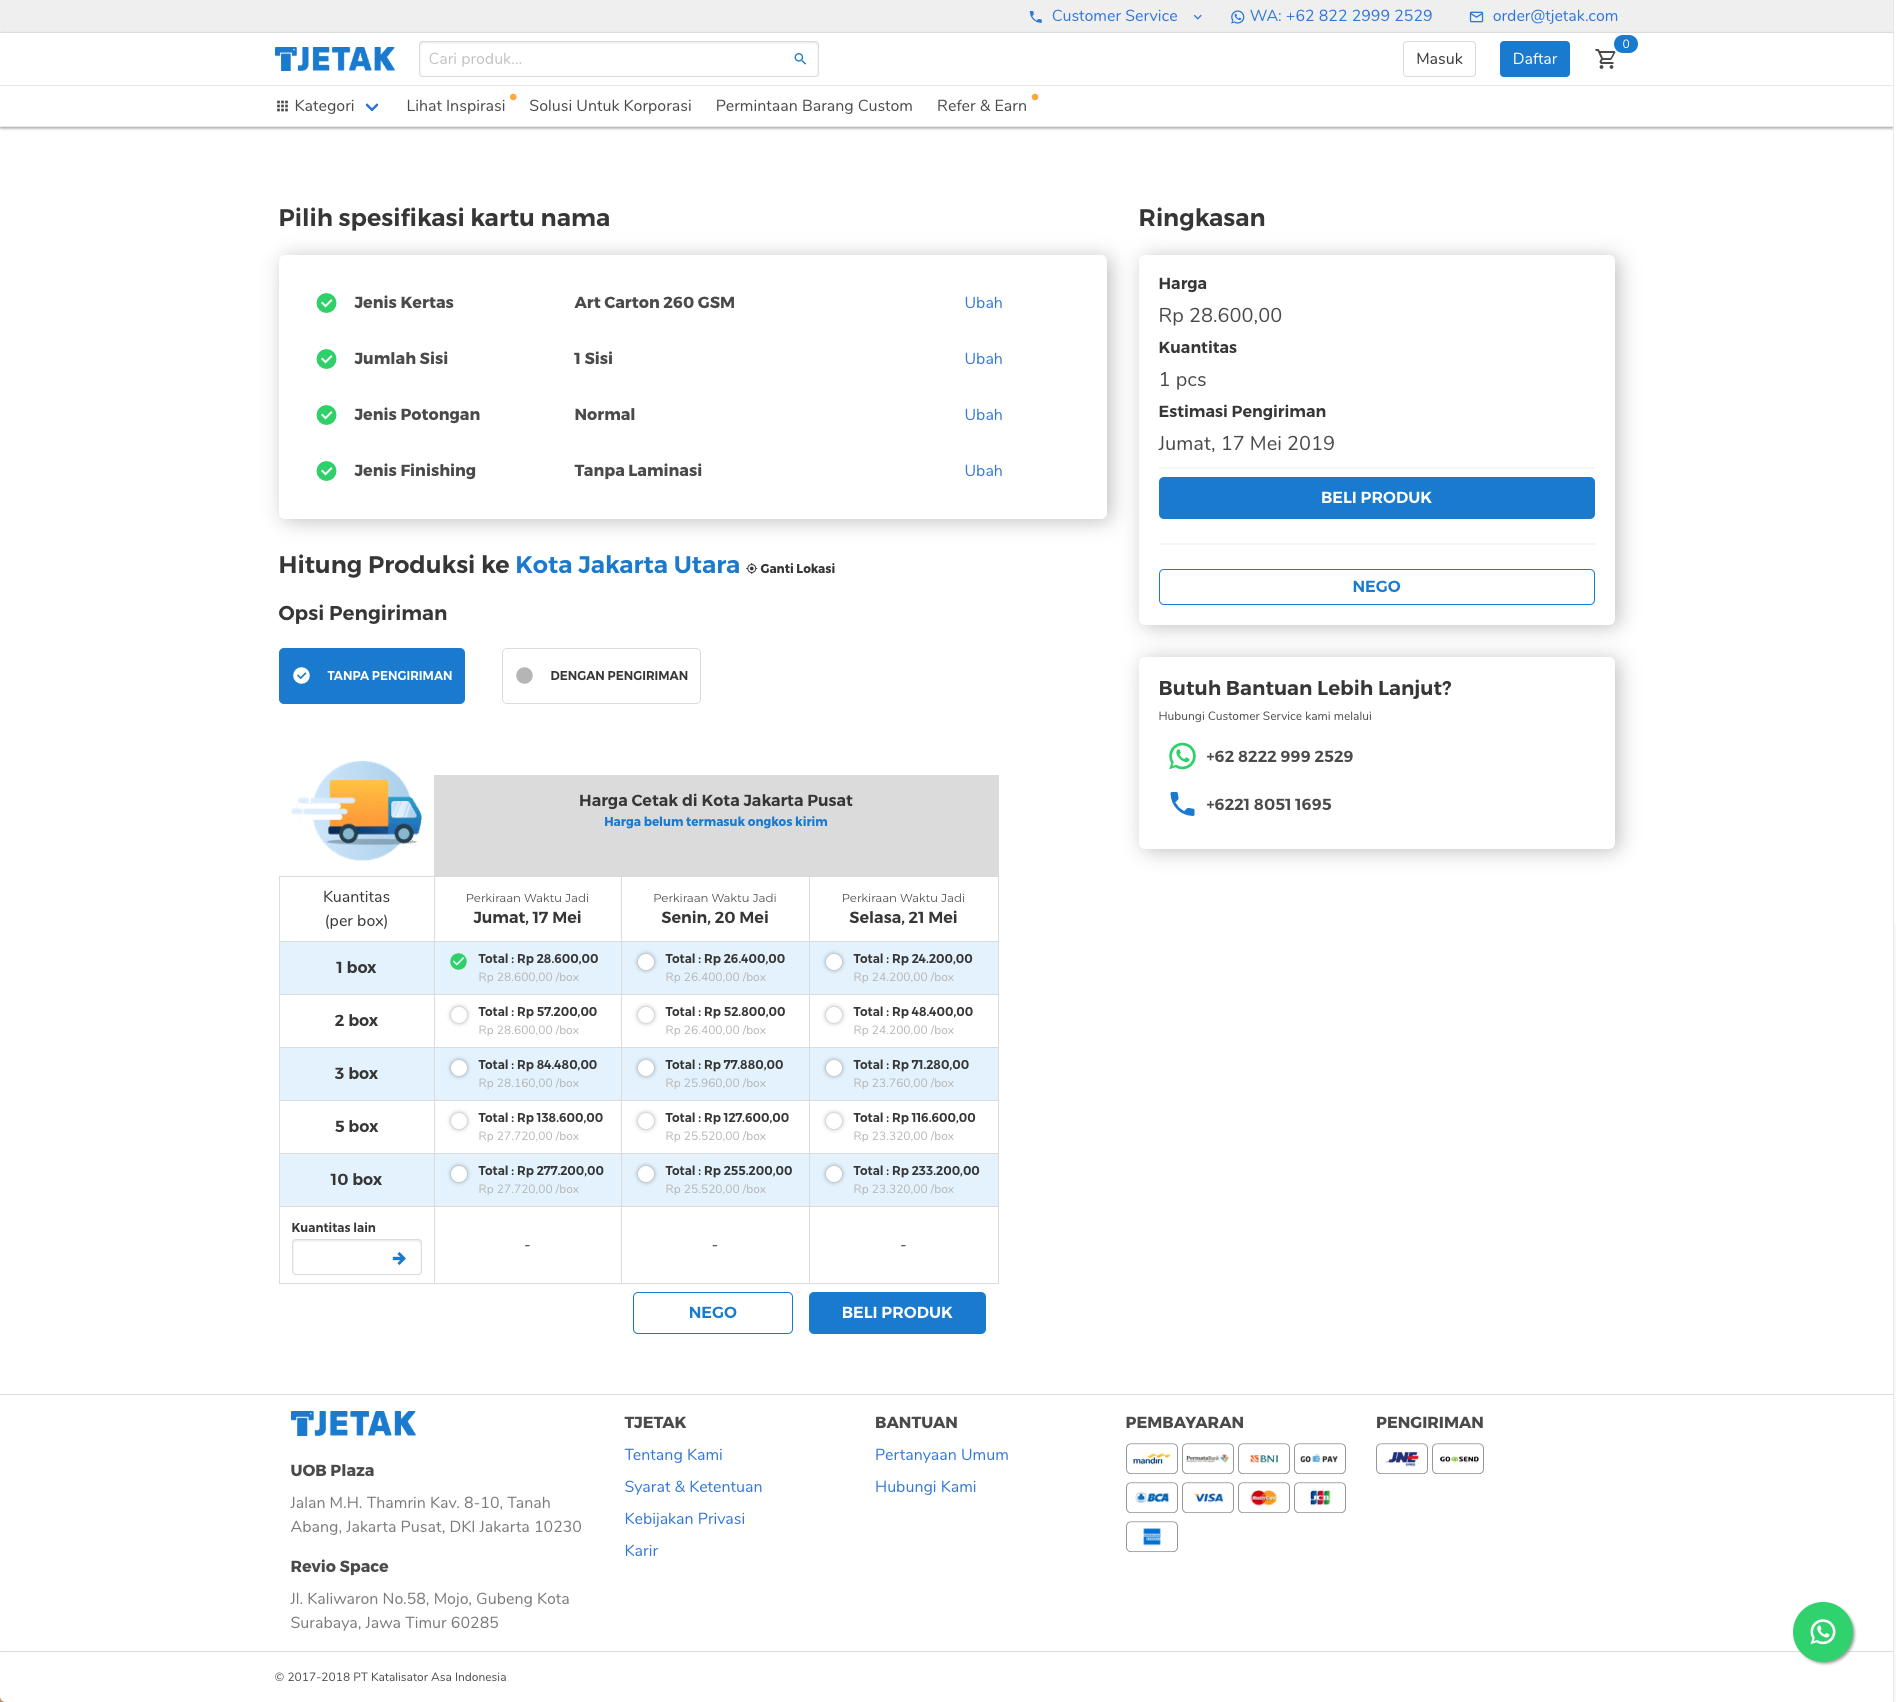 Customer Service WA: +62 822 2999 2529 order@tjetak.com
TJETAK Cari produk... Masuk Daftar 0
Kategori Lihat Inspirasi Solusi Untuk Korporasi Permintaan Barang Custom Refer & Earn
Pilih spesifikasi kartu nama
Jenis Kertas Art Carton 260 GSM Ubah
Jumlah Sisi 1 Sisi Ubah
Jenis Potongan Normal Ubah
Jenis Finishing Tanpa Laminasi Ubah
Ringkasan
Harga
Rp 28.600,00
Kuantitas
1 pcs
Estimasi Pengiriman
Jumat, 17 Mei 2019
BELI PRODUK
NEGO
Butuh Bantuan Lebih Lanjut?
Hubungi Customer Service kami melalui
+62 8222 999 2529
+6221 8051 1695
Hitung Produksi ke Kota Jakarta Utara Ganti Lokasi
Opsi Pengiriman
TANPA PENGIRIMAN DENGAN PENGIRIMAN
Harga Cetak di Kota Jakarta Pusat
Harga belum termasuk ongkos kirim
Kuantitas
(per box)
Perkiraan Waktu Jadi Perkiraan Waktu Jadi Perkiraan Waktu Jadi
Jumat, 17 Mei Senin, 20 Mei Selasa, 21 Mei
1 box Total : Rp 28.600,00 Total : Rp 26.400,00 Total : Rp 24.200,00
Rp 28.600,00 /box Rp 26.400,00 /box Rp 24.200,00 /box
2 box Total : Rp 57.200,00 Total : Rp 52.800,00 Total : Rp 48.400,00
Rp 28.600,00 /box Rp 26.400,00 /box Rp 24.200,00 /box
3 box Total : Rp 84.480,00 Total : Rp 77.880,00 Total : Rp 71.280,00
Rp 28.160,00 /box Rp 25.960,00 /box Rp 23.760,00 /box
5 box Total : Rp 138.600,00 Total : Rp 127.600,00 Total : Rp 116.600,00
Rp 27.720,00 /box Rp 25.520,00 /box Rp 23.320,00 /box
10 box Total : Rp 277.200,00 Total : Rp 255.200,00 Total : Rp 233.200,00
Rp 27.720,00 /box Rp 25.520,00 /box Rp 23.320,00 /box
Kuantitas lain
- - -
NEGO BELI PRODUK
TJETAK
UOB Plaza
Jalan M.H. Thamrin Kav. 8-10, Tanah
Abang, Jakarta Pusat, DKI Jakarta 10230
Revio Space
Jl. Kaliwaron No.58, Mojo, Gubeng Kota
Surabaya, Jawa Timur 60285
TJETAK
Tentang Kami
Syarat & Ketentuan
Kebijakan Privasi
Karir
BANTUAN
Pertanyaan Umum
Hubungi Kami
PEMBAYARAN
mandiri PermataBank BNI GO PAY
BCA VISA MasterCard JCB
PENGIRIMAN
JNE GO SEND
© 2017-2018 PT Katalisator Asa Indonesia